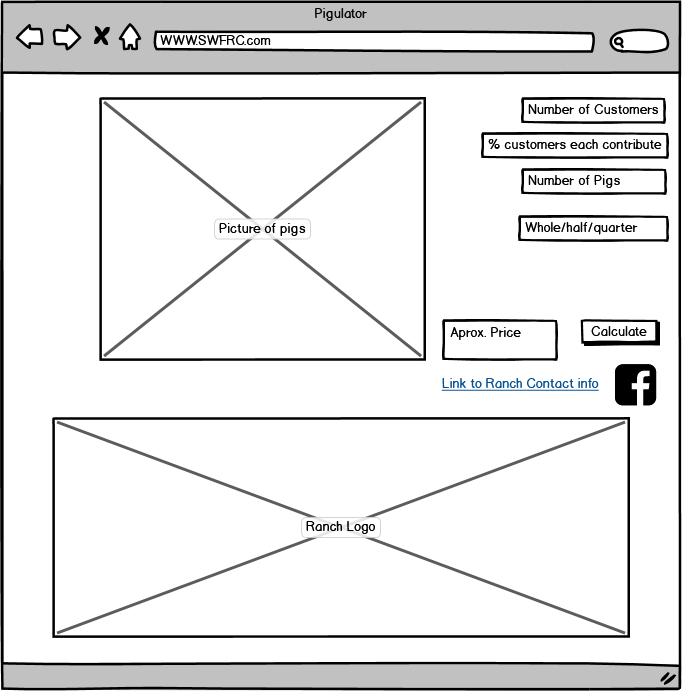 Pigulator
WWW.SWFRC.com
Number of Customers
% customers each contribute
Number of Pigs
Picture of pigs
Whole/half/quarter
Aprox. Price
Calculate
Link to Ranch Contact info
Ranch Logo